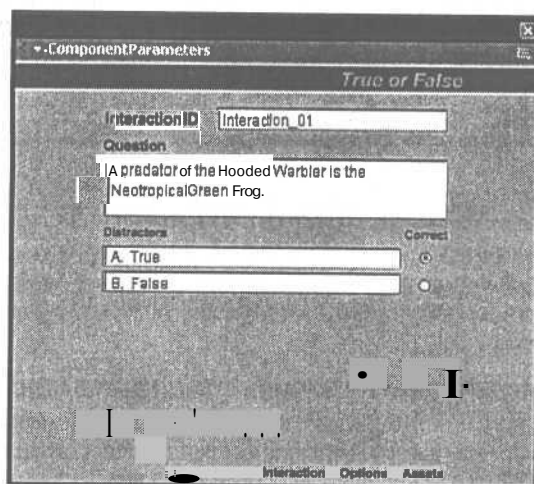 ComponentParameters
True or False
Interaction ID Interaction_01
Question
A predator of the Hooded Warbler is the
NeotropicalGreen Frog.
Distractors Correct
A. True
B. False
Interaction Options Assets